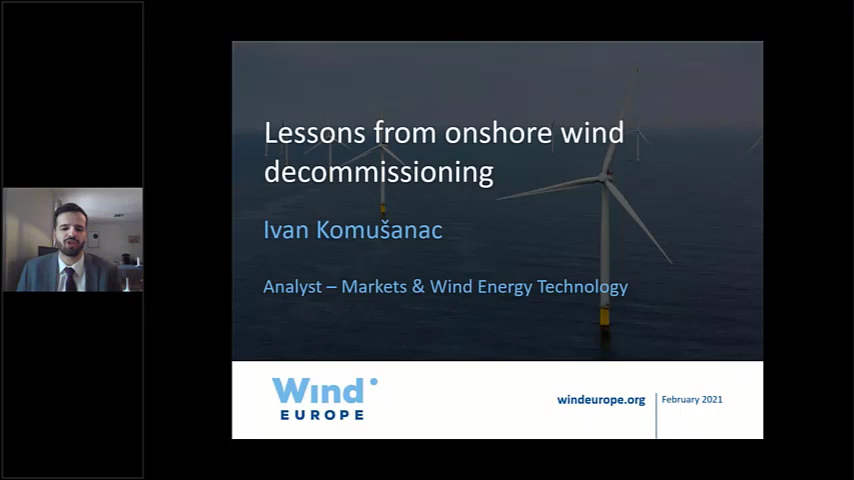 Lessons from onshore wind
decommissioning
Ivan Komušanac
Analyst – Markets & Wind Energy Technology
Wind
EUROPE
windeurope.org
February 2021